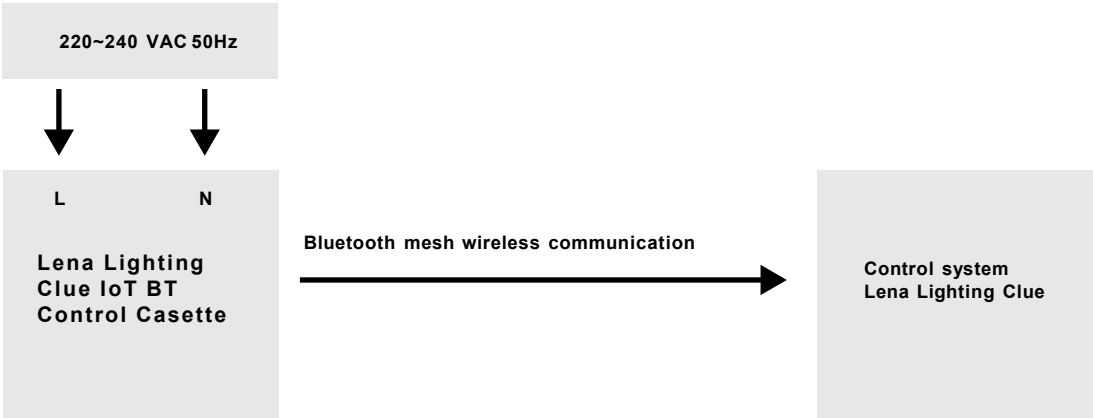 220~240 VAC 50Hz
L N
Lena Lighting
Clue IoT BT
Control Casette
Bluetooth mesh wireless communication
Control system
Lena Lighting Clue